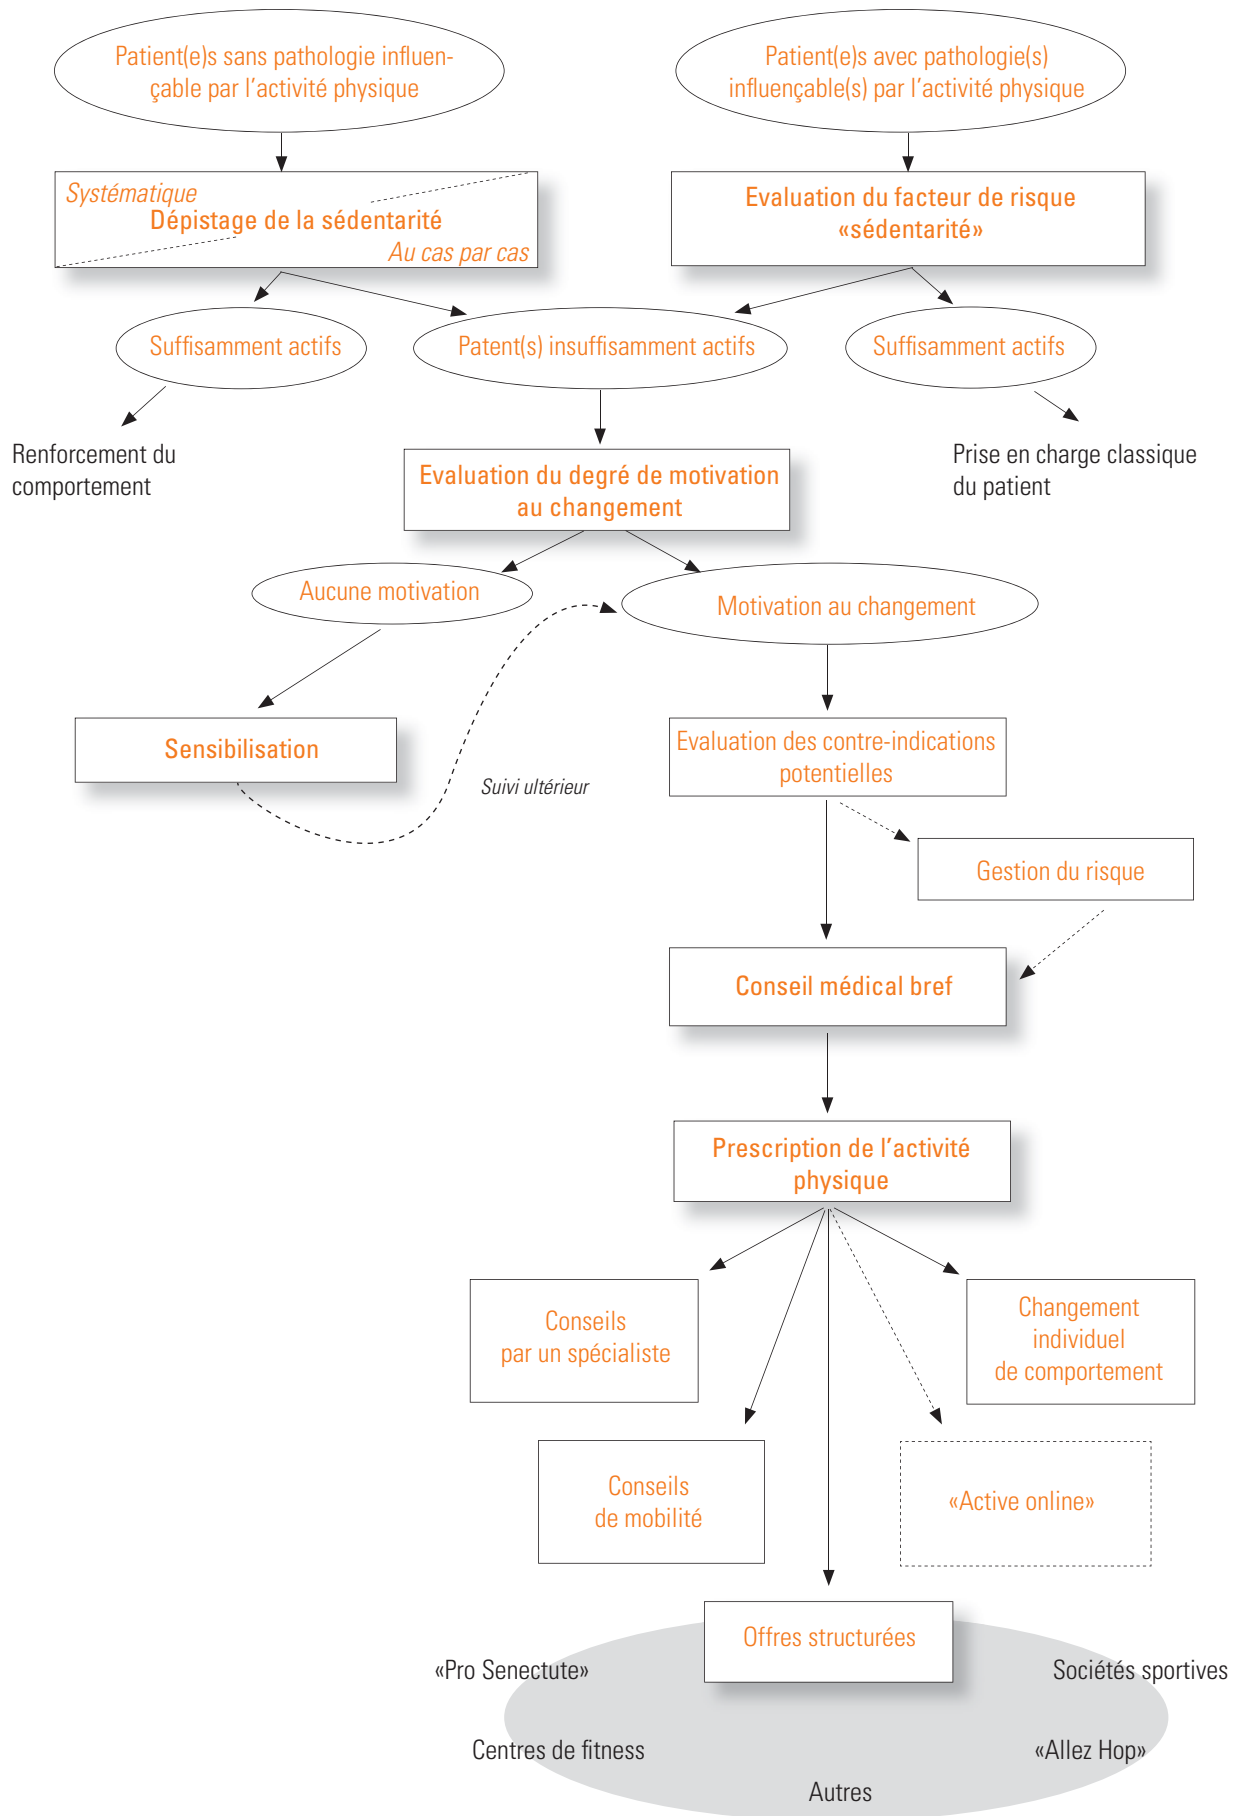 Patient(e)s sans pathologie influen-
çable par l'activité physique
Patient(e)s avec pathologie(s)
influençable(s) par l'activité physique
Systématique
Dépistage de la sédentarité
Au cas par cas
Evaluation du facteur de risque
«sédentarité»
Suffisamment actifs
Patent(s) insuffisamment actifs
Suffisamment actifs
Renforcement du
comportement
Evaluation du degré de motivation
au changement
Prise en charge classique
du patient
Aucune motivation
Motivation au changement
Sensibilisation
Suivi ultérieur
Evaluation des contre-indications
potentielles
Gestion du risque
Conseil médical bref
Prescription de l'activité
physique
Conseils
par un spécialiste
Changement
individuel
de comportement
Conseils
de mobilité
«Active online»
Offres structurées
«Pro Senectute»
Sociétés sportives
Centres de fitness
«Allez Hop»
Autres